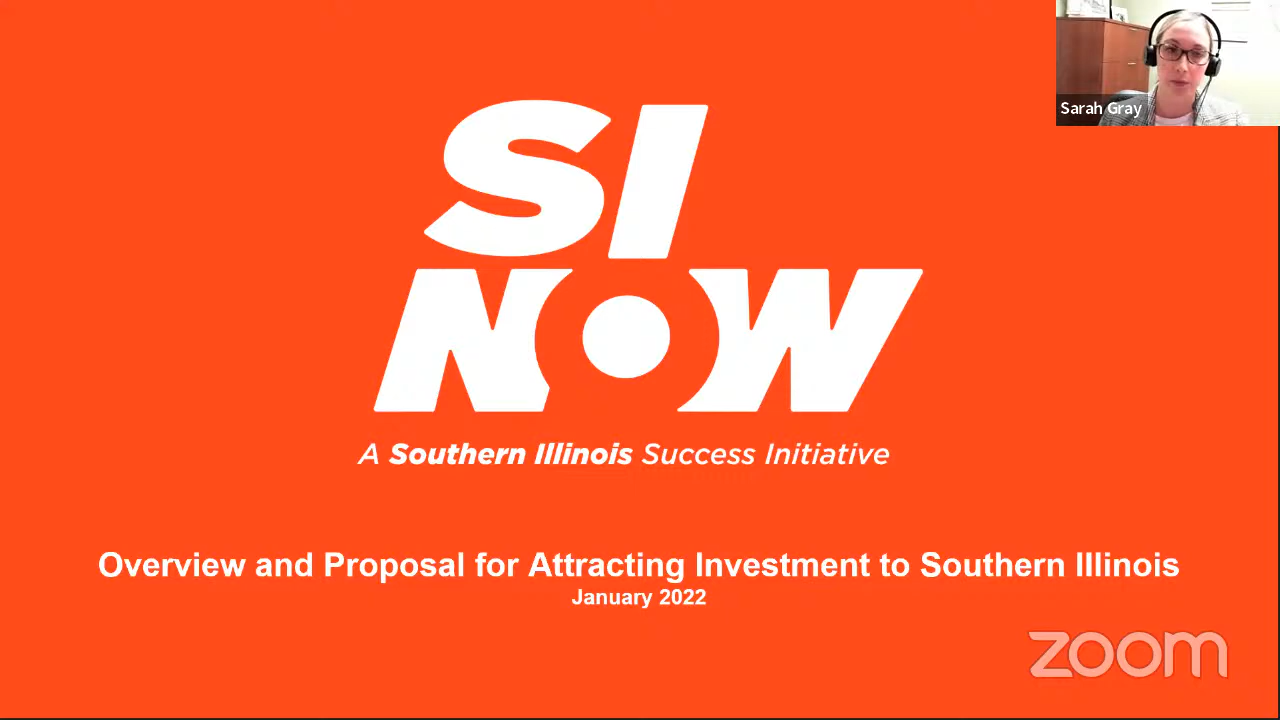 Sarah Gray
SI
NOW
A Southern Illinois Success Initiative
Overview and Proposal for Attracting Investment to Southern Illinois
January 2022
zoom